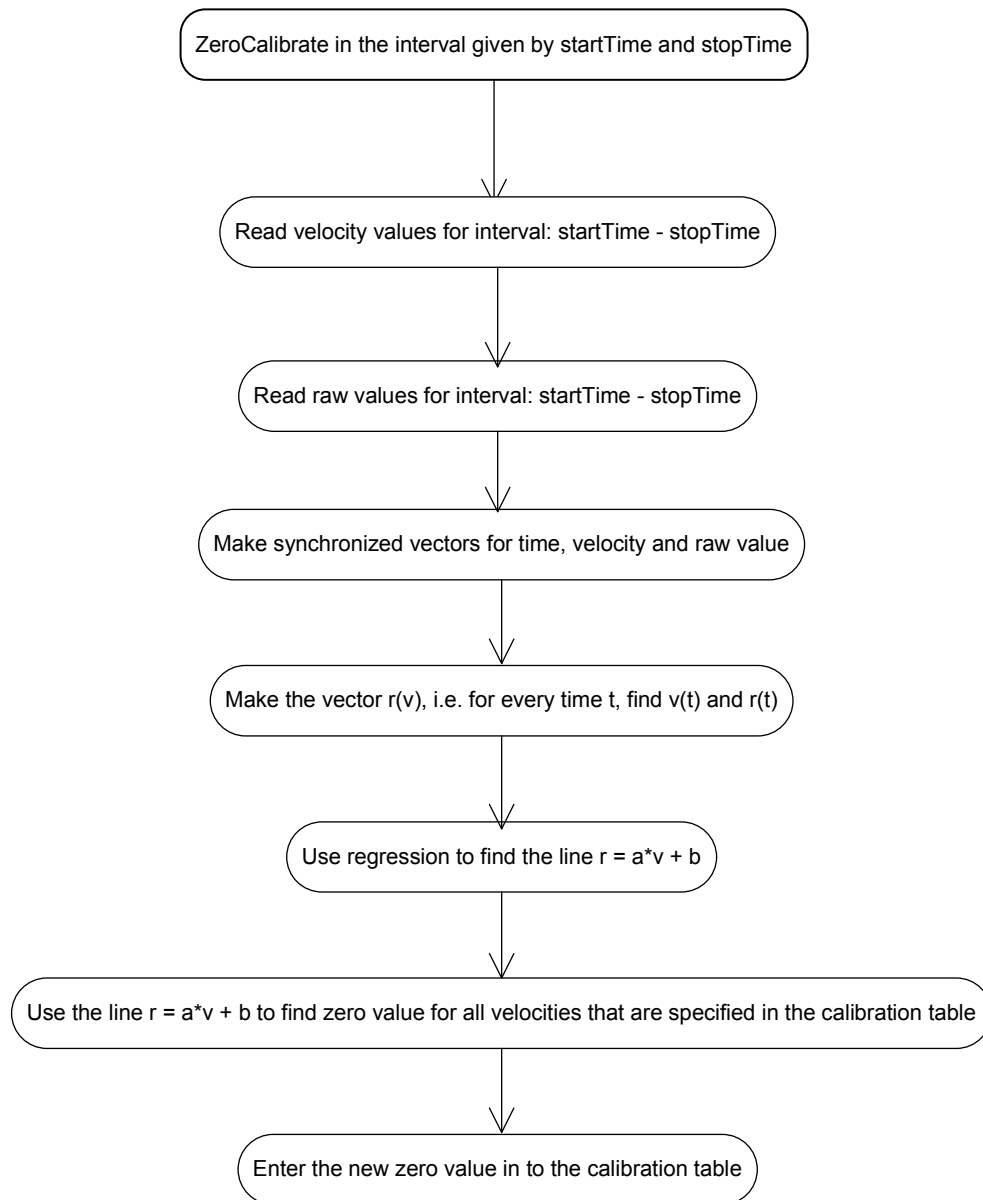 ZeroCalibrate in the interval given by startTime and stopTime
Read velocity values for interval: startTime - stopTime
Read raw values for interval: startTime - stopTime
Make synchronized vectors for time, velocity and raw value
Make the vector r(v), i.e. for every time t, find v(t) and r(t)
Use regression to find the line r = a*v + b
Use the line r = a*v + b to find zero value for all velocities that are specified in the calibration table
Enter the new zero value in to the calibration table